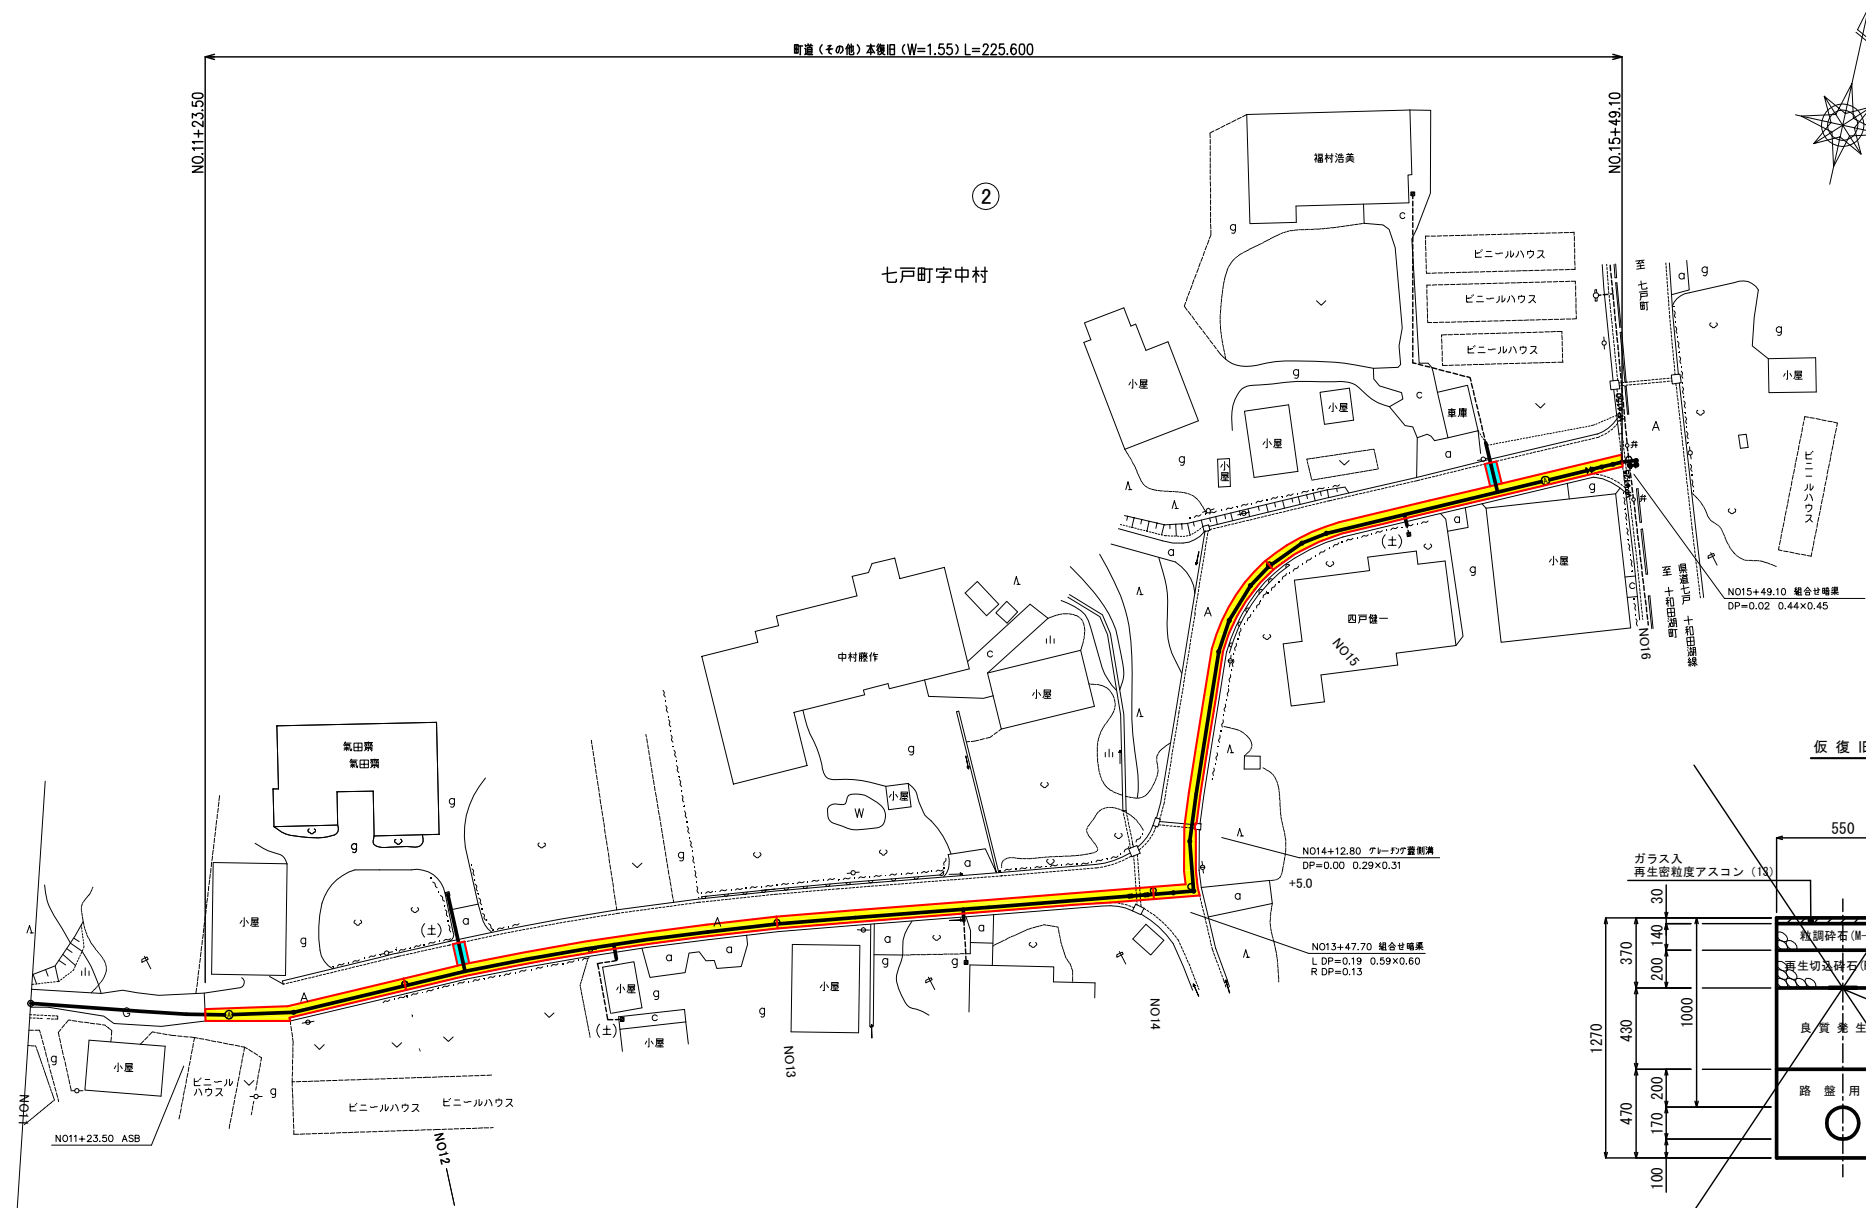 町道（その他）本復旧（W=1.55）L=225.600
NO.11+23.50
NO.15+49.10
②
七戸町字中村
福村浩美
c
g
ビニールハウス
ビニールハウス
ビニールハウス
至 七戸町
a
g
g
小屋
小屋
g
小屋
小屋
c
車庫
A
ビニールハウス
g
小屋
a
g
a
(土)
a
小屋
g
c
A
四戸健一
NO15
NO16
至 十和田湖町
県道七戸 十和田湖線
NO15+49.10 組合せ暗渠
DP=0.02 0.44×0.45
中村藤作
c
小屋
g
小屋
W
氣田齋
氣田齋
g
g
小屋
g
(土)
a
a
A
A
G
NO14+12.80 グレーチング蓋側溝
DP=0.00 0.29×0.31
+5.0
a
NO13+47.70 組合せ暗渠
L DP=0.19 0.59×0.60
R DP=0.13
a
a
a
a
a
g
g
小屋
g
小屋
g
c
(土)
小屋
NO13
NO14
g
小屋
ビニール
ハウス
g
ビニールハウス
ビニールハウス
NO11
NO11+23.50 ASB
NO12
仮復旧
550
ガラス入
再生密粒度アスコン（13）
30
140
200
370
430
470
1270
1000
200
170
100
粒調砕石(M-
再生切込砕石(
良質発生
路盤用